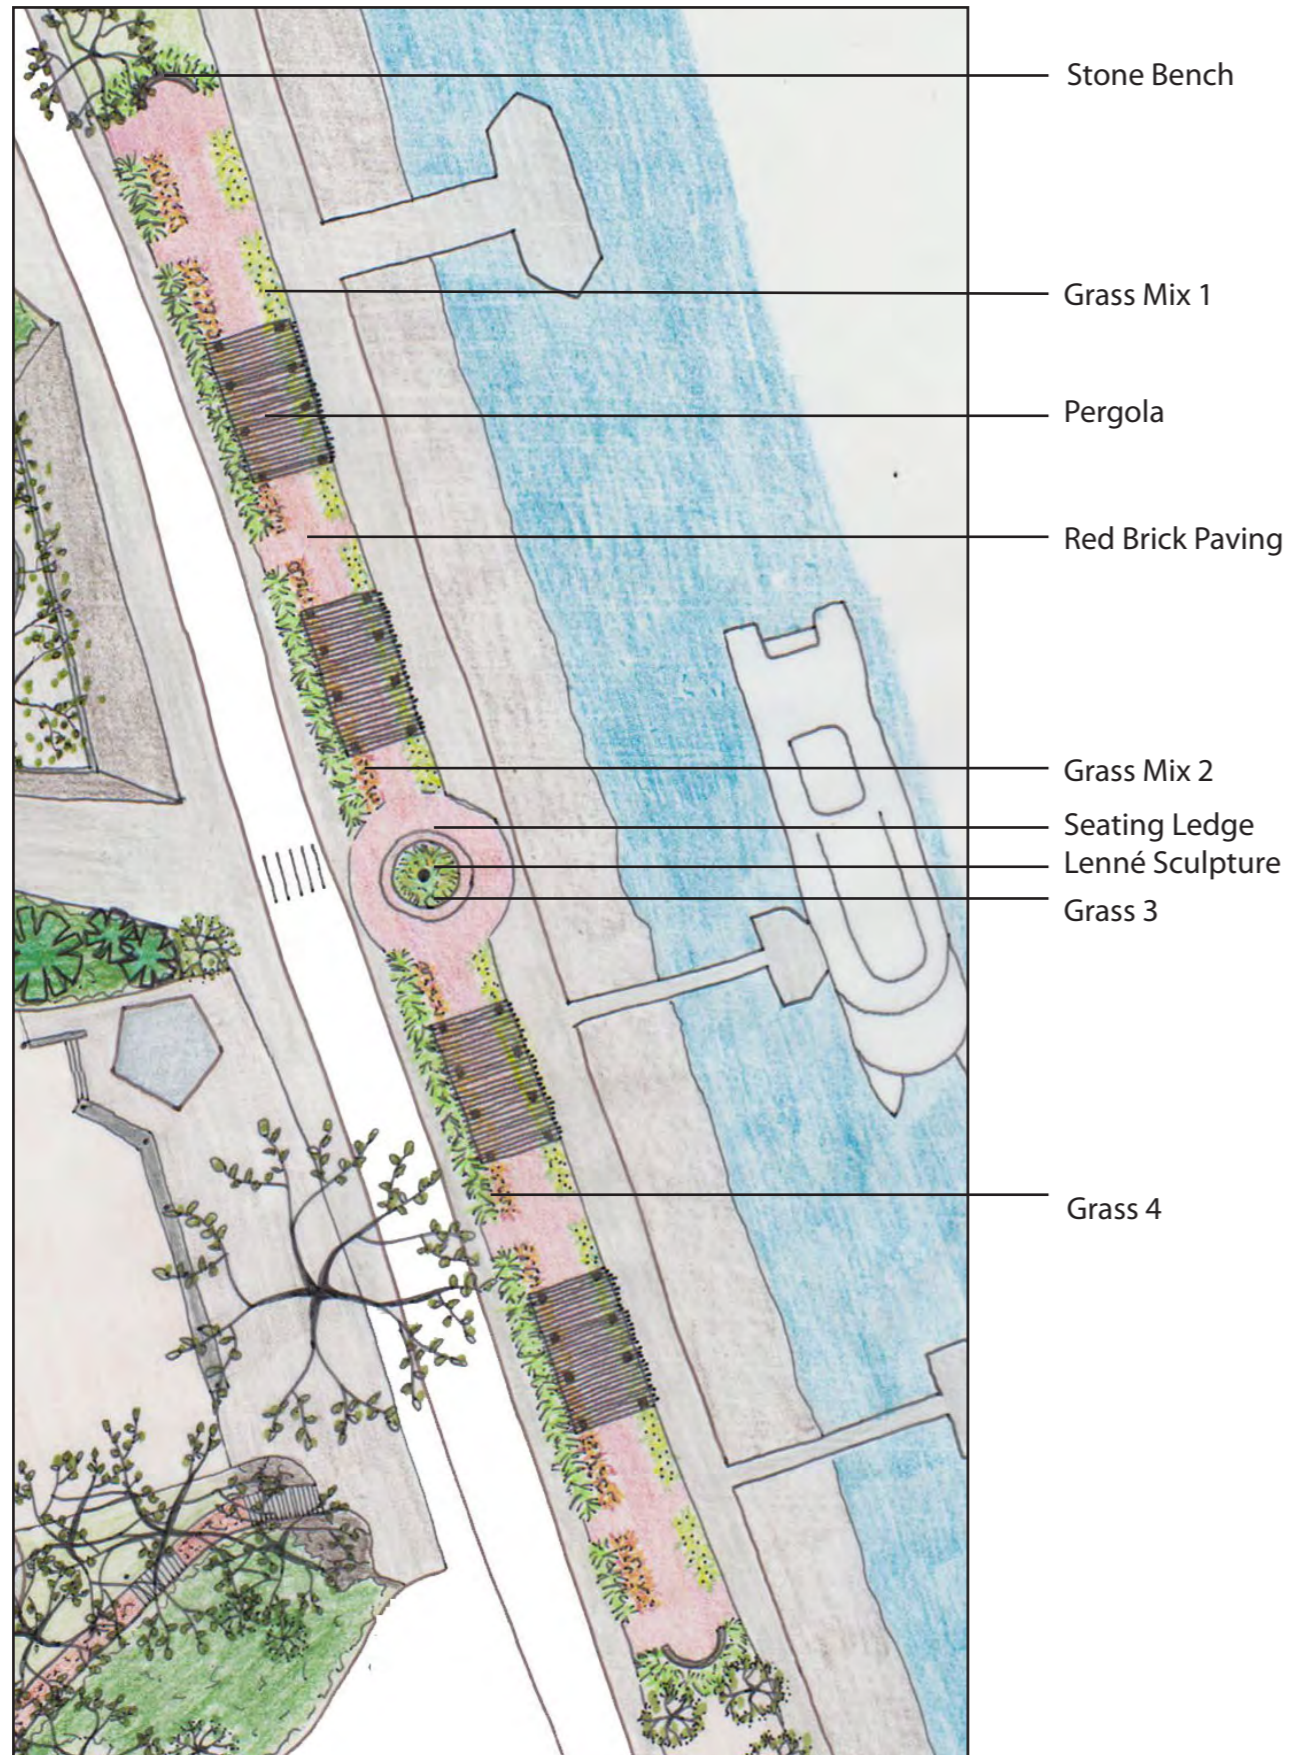 Stone Bench
Grass Mix 1
Pergola
Red Brick Paving
Grass Mix 2
Seating Ledge
Lenné Sculpture
Grass 3
Grass 4